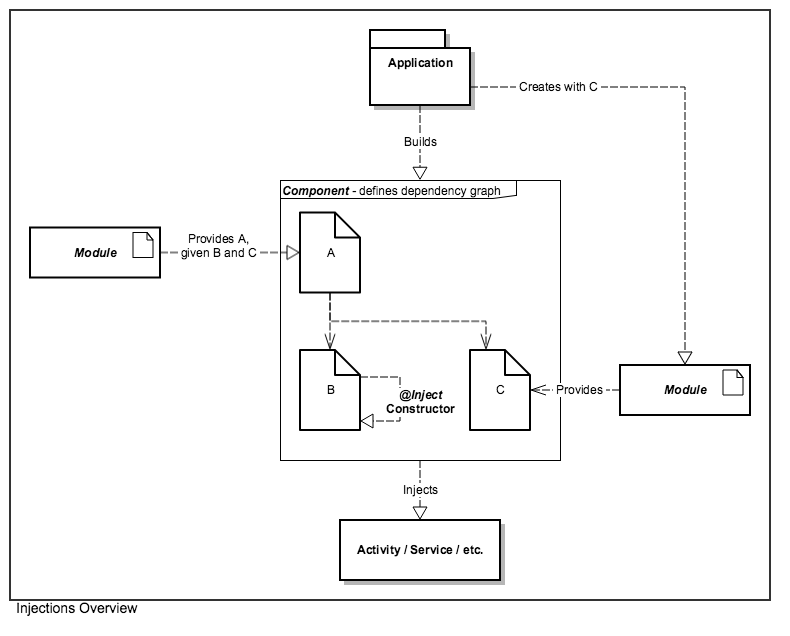 Application
Creates with C
Builds
Component - defines dependency graph
Module
Provides A,
given B and C
A
B
@Inject
Constructor
C
Provides
Module
Injects
Activity / Service / etc.
Injections Overview